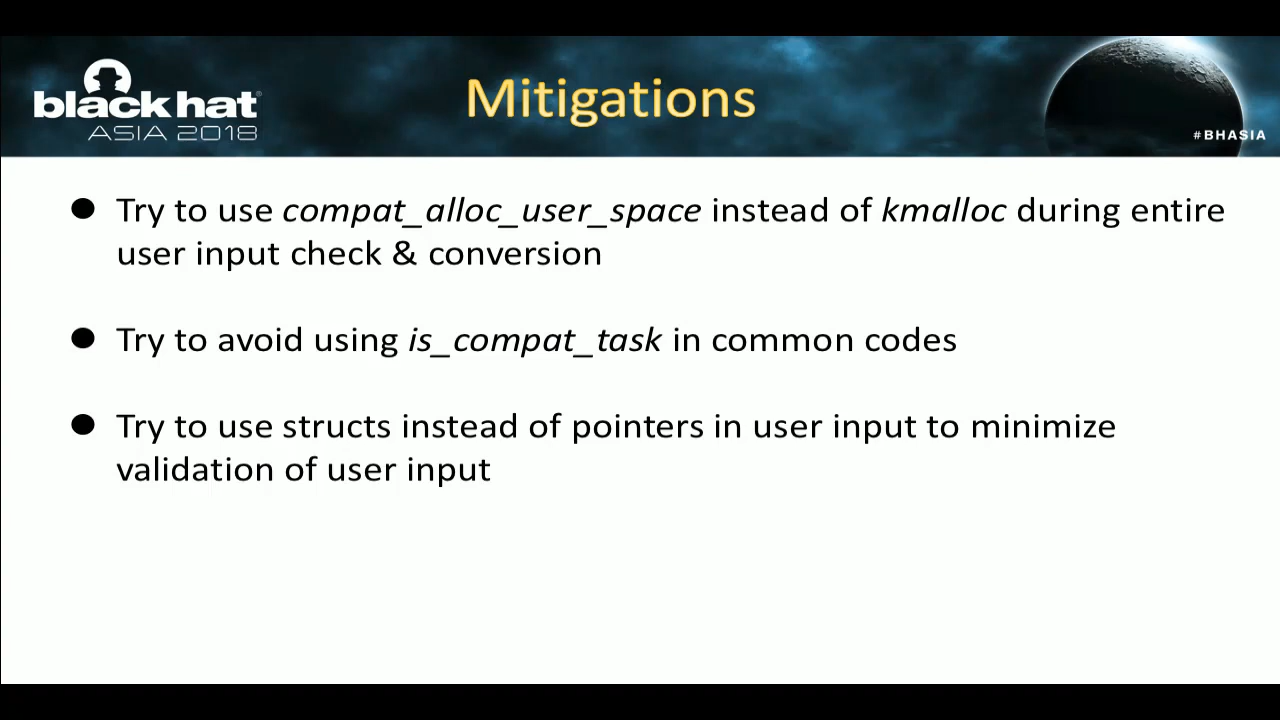 black hat
ASIA 2018
Mitigations
#BHASIA
● Try to use compat_alloc_user_space instead of kmalloc during entire
user input check & conversion
● Try to avoid using is_compat_task in common codes
● Try to use structs instead of pointers in user input to minimize
validation of user input